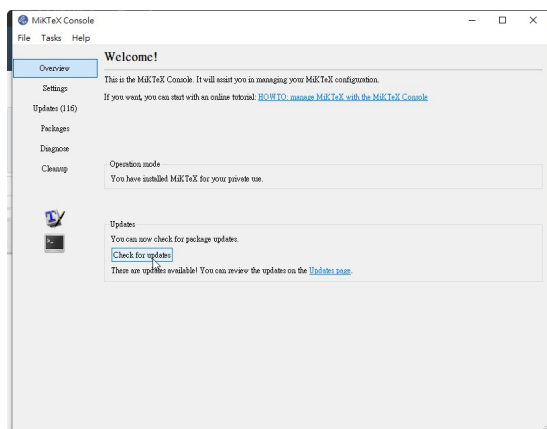 MiKTeX Console
File Tasks Help
Overview
Settings
Updates (116)
Packages
Diagnose
Cleanup
Welcome!
This is the MiKTeX Console. It will assist you in managing your MiKTeX configuration.
If you want, you can start with an online tutorial: HOWTO: manage MiKTeX with the MiKTeX Console
Operation mode
You have installed MiKTeX for your private use.
Updates
You can now check for package updates.
Check for updates
There are updates available! You can review the updates on the Updates page.